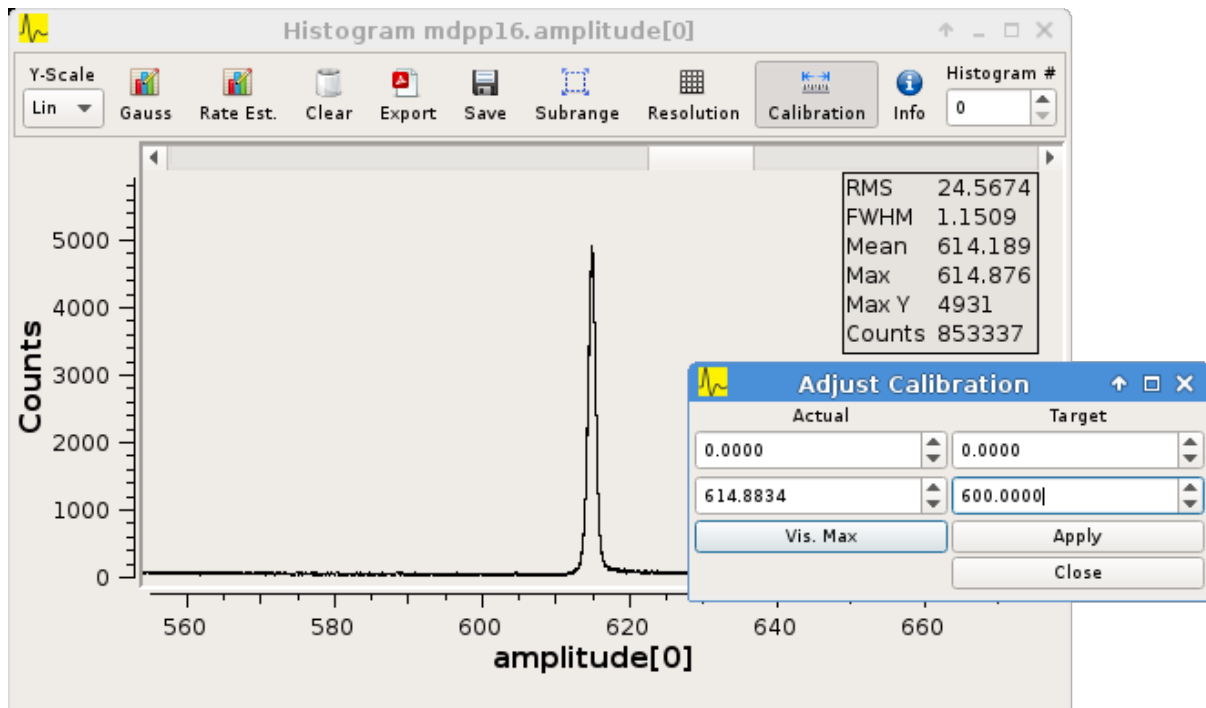 Histogram mdpp16.amplitude[0]
Y-Scale
Lin
Gauss
Rate Est.
Clear
Export
Save
Subrange
Resolution
Calibration
Info
Histogram #
0
RMS 24.5674
FWHM 1.1509
Mean 614.189
Max 614.876
Max Y 4931
Counts 853337
Counts
5000
4000
3000
2000
1000
0
560 580 600 620 640 660
amplitude[0]
Adjust Calibration
Actual Target
0.0000 0.0000
614.8834 600.0000
Vis. Max Apply
Close